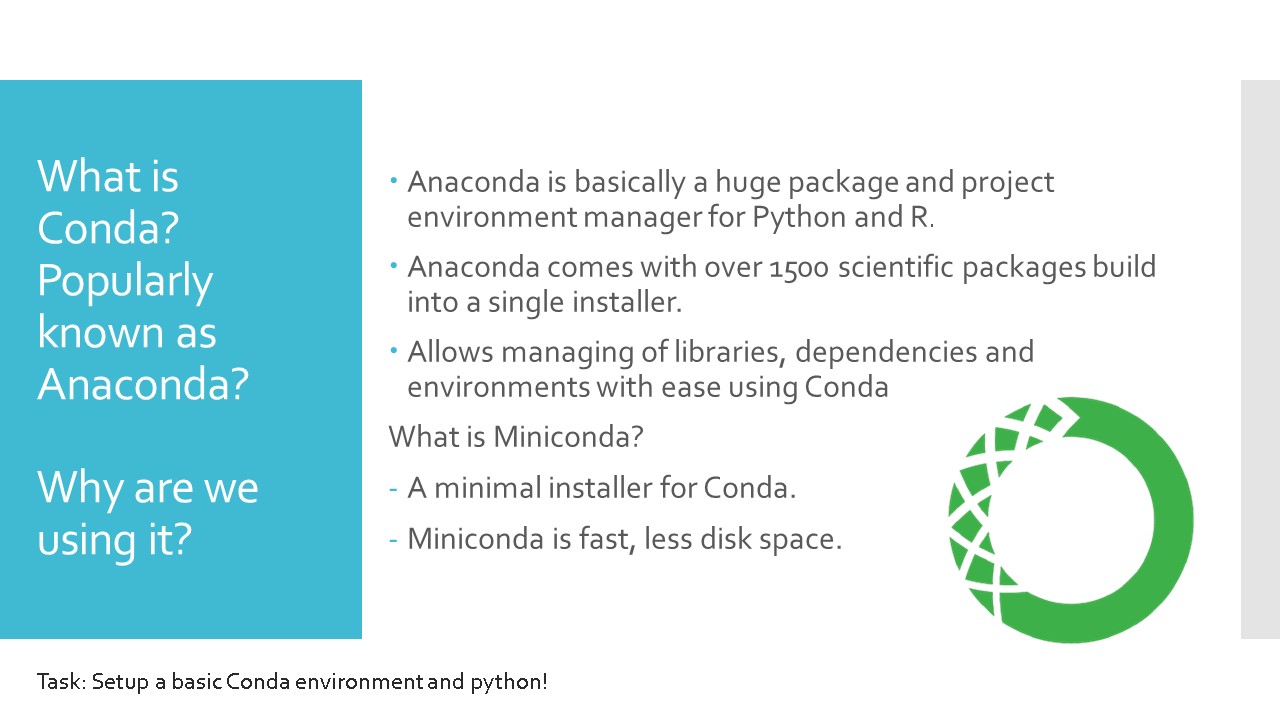 What is
Conda?
Popularly
known as
Anaconda?
Why are we
using it?
• Anaconda is basically a huge package and project
environment manager for Python and R.
• Anaconda comes with over 1500 scientific packages build
into a single installer.
• Allows managing of libraries, dependencies and
environments with ease using Conda
What is Miniconda?
- A minimal installer for Conda.
- Miniconda is fast, less disk space.
Task: Setup a basic Conda environment and python!